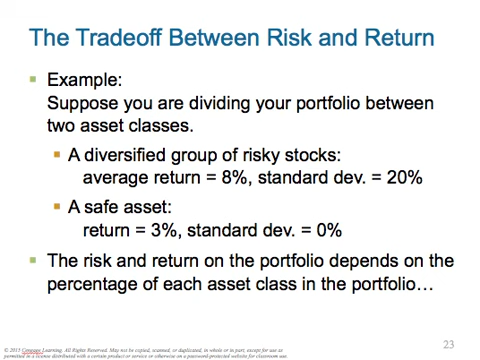 The Tradeoff Between Risk and Return
Example:
Suppose you are dividing your portfolio between
two asset classes.
A diversified group of risky stocks:
average return = 8%, standard dev. = 20%
A safe asset:
return = 3%, standard dev. = 0%
The risk and return on the portfolio depends on the
percentage of each asset class in the portfolio…
© 2015 Cengage Learning. All Rights Reserved. May not be copied, scanned, or duplicated, in whole or in part, except for use as
permitted in a license distributed with a certain product or service or otherwise on a password-protected website for classroom use.
23